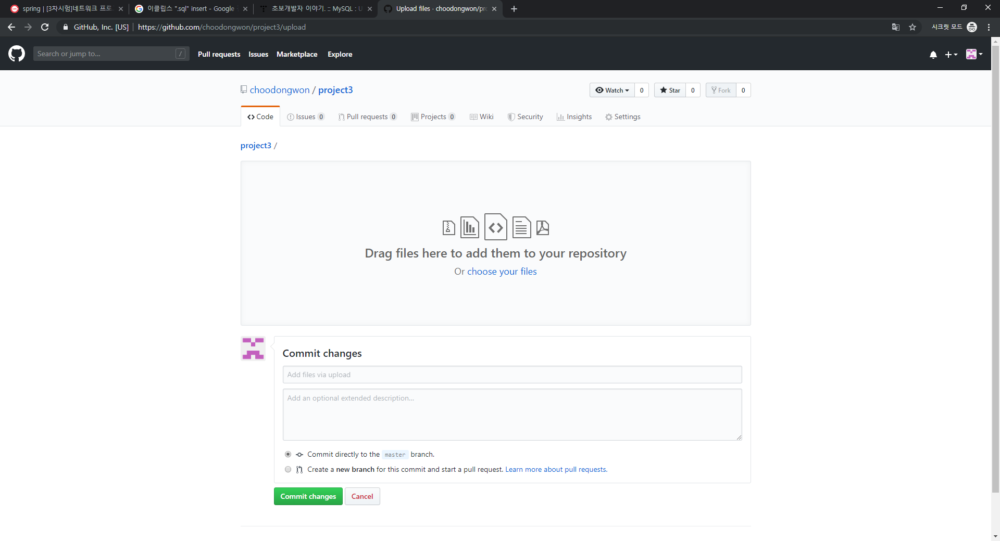 spring | [3차시험]네트워크 프로
이클립스 ".sql" insert - Google
초보개발자 이야기. :: MySQL : U
Upload files · choodongwon/pro
GitHub, Inc. [US] https://github.com/choodongwon/project3/upload
시크릿 모드
Search or jump to... / Pull requests Issues Marketplace Explore
choodongwon / project3
Watch 0 Star 0 Fork 0
Code Issues 0 Pull requests 0 Projects 0 Wiki Security Insights Settings
project3 /
Drag files here to add them to your repository
Or choose your files
Commit changes
Add files via upload
Add an optional extended description...
Commit directly to the master branch.
Create a new branch for this commit and start a pull request. Learn more about pull requests.
Commit changes Cancel